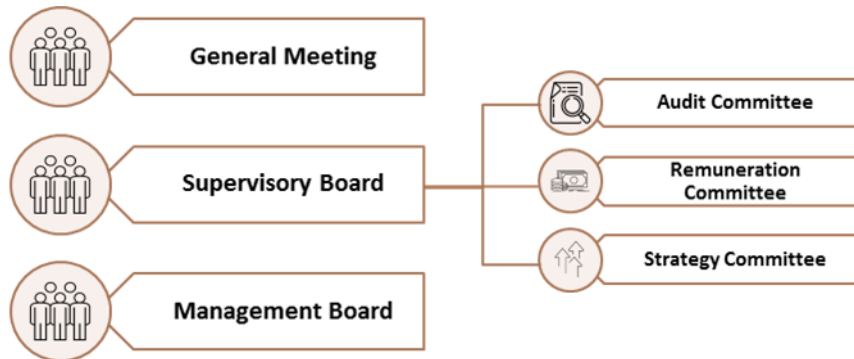 General Meeting
Supervisory Board
Management Board
Audit Committee
Remuneration
Committee
Strategy Committee